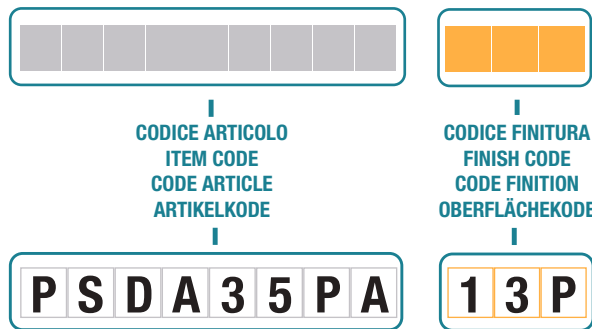 CODICE ARTICOLO
ITEM CODE
CODE ARTICLE
ARTIKELKODE
CODICE FINITURA
FINISH CODE
CODE FINITION
OBERFLÄCHEKODE
PSDA35PA
13P